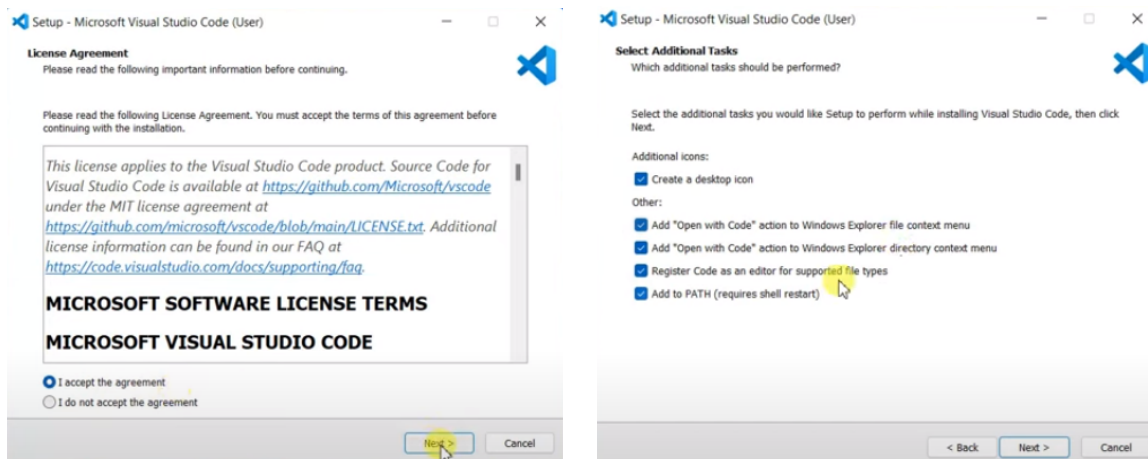 Setup - Microsoft Visual Studio Code (User)
License Agreement
Please read the following important information before continuing.
Please read the following License Agreement. You must accept the terms of this agreement before
continuing with the installation.
This license applies to the Visual Studio Code product. Source Code for
Visual Studio Code is available at https://github.com/Microsoft/vscode
under the MIT license agreement at
https://github.com/microsoft/vscode/blob/main/LICENSE.txt. Additional
license information can be found in our FAQ at
https://code.visualstudio.com/docs/supporting/faq.
MICROSOFT SOFTWARE LICENSE TERMS
MICROSOFT VISUAL STUDIO CODE
I accept the agreement
I do not accept the agreement
Next >
Cancel
Setup - Microsoft Visual Studio Code (User)
Select Additional Tasks
Which additional tasks should be performed?
Select the additional tasks you would like Setup to perform while installing Visual Studio Code, then click
Next.
Additional icons:
Create a desktop icon
Other:
Add "Open with Code" action to Windows Explorer file context menu
Add "Open with Code" action to Windows Explorer directory context menu
Register Code as an editor for supported file types
Add to PATH (requires shell restart)
< Back
Next >
Cancel